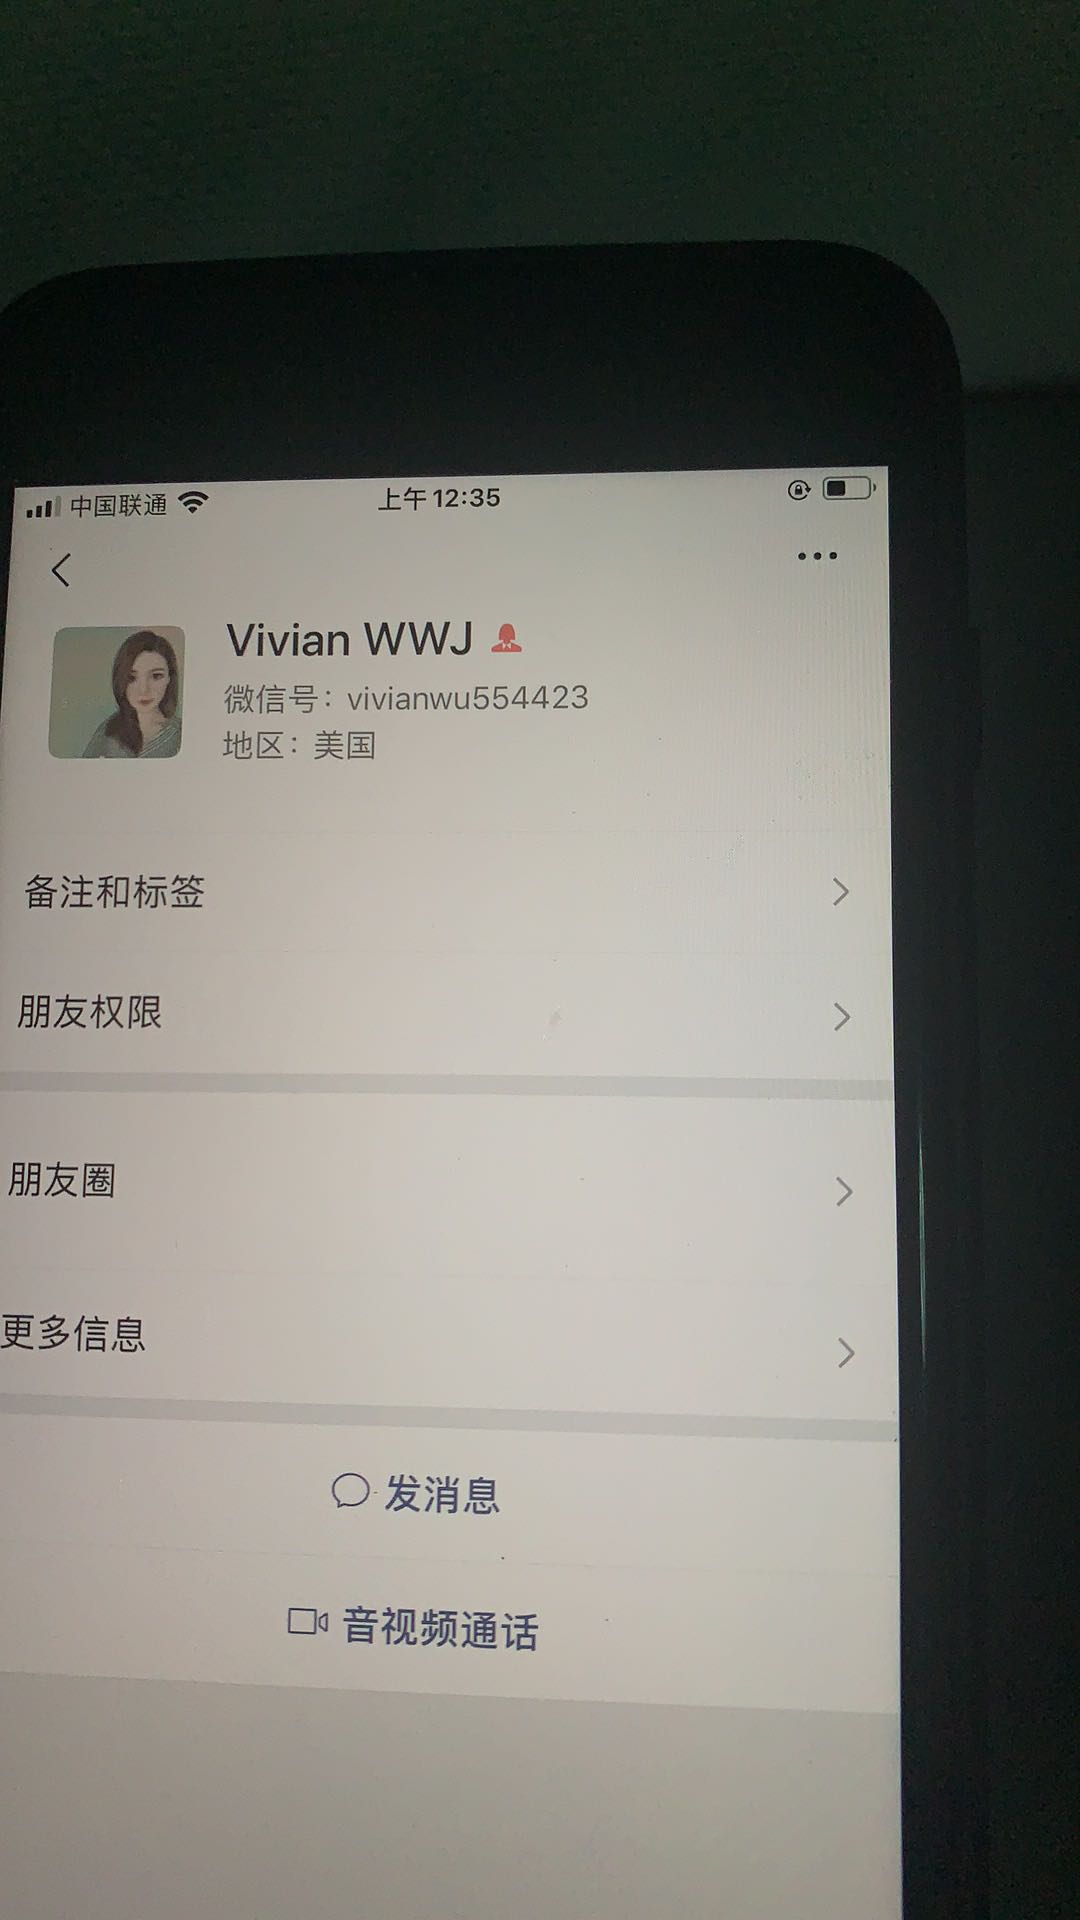 中国联通
上午12:35
Vivian WWJ
微信号：vivianwu554423
地区：美国
备注和标签
朋友权限
朋友圈
更多信息
发消息
音视频通话